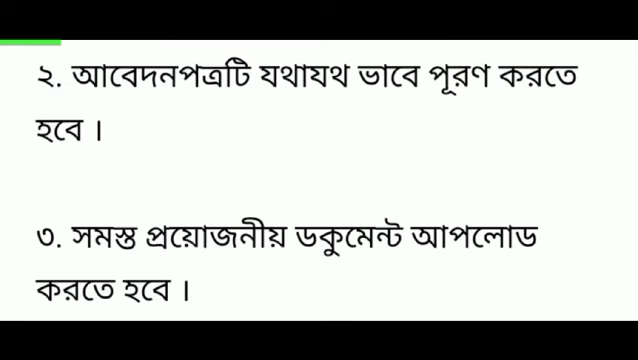 ২. আবেদনপত্রটি যথাযথ ভাবে পূরণ করতে
হবে ।
৩. সমস্ত প্রয়োজনীয় ডকুমেন্ট আপলোড
করতে হবে ।